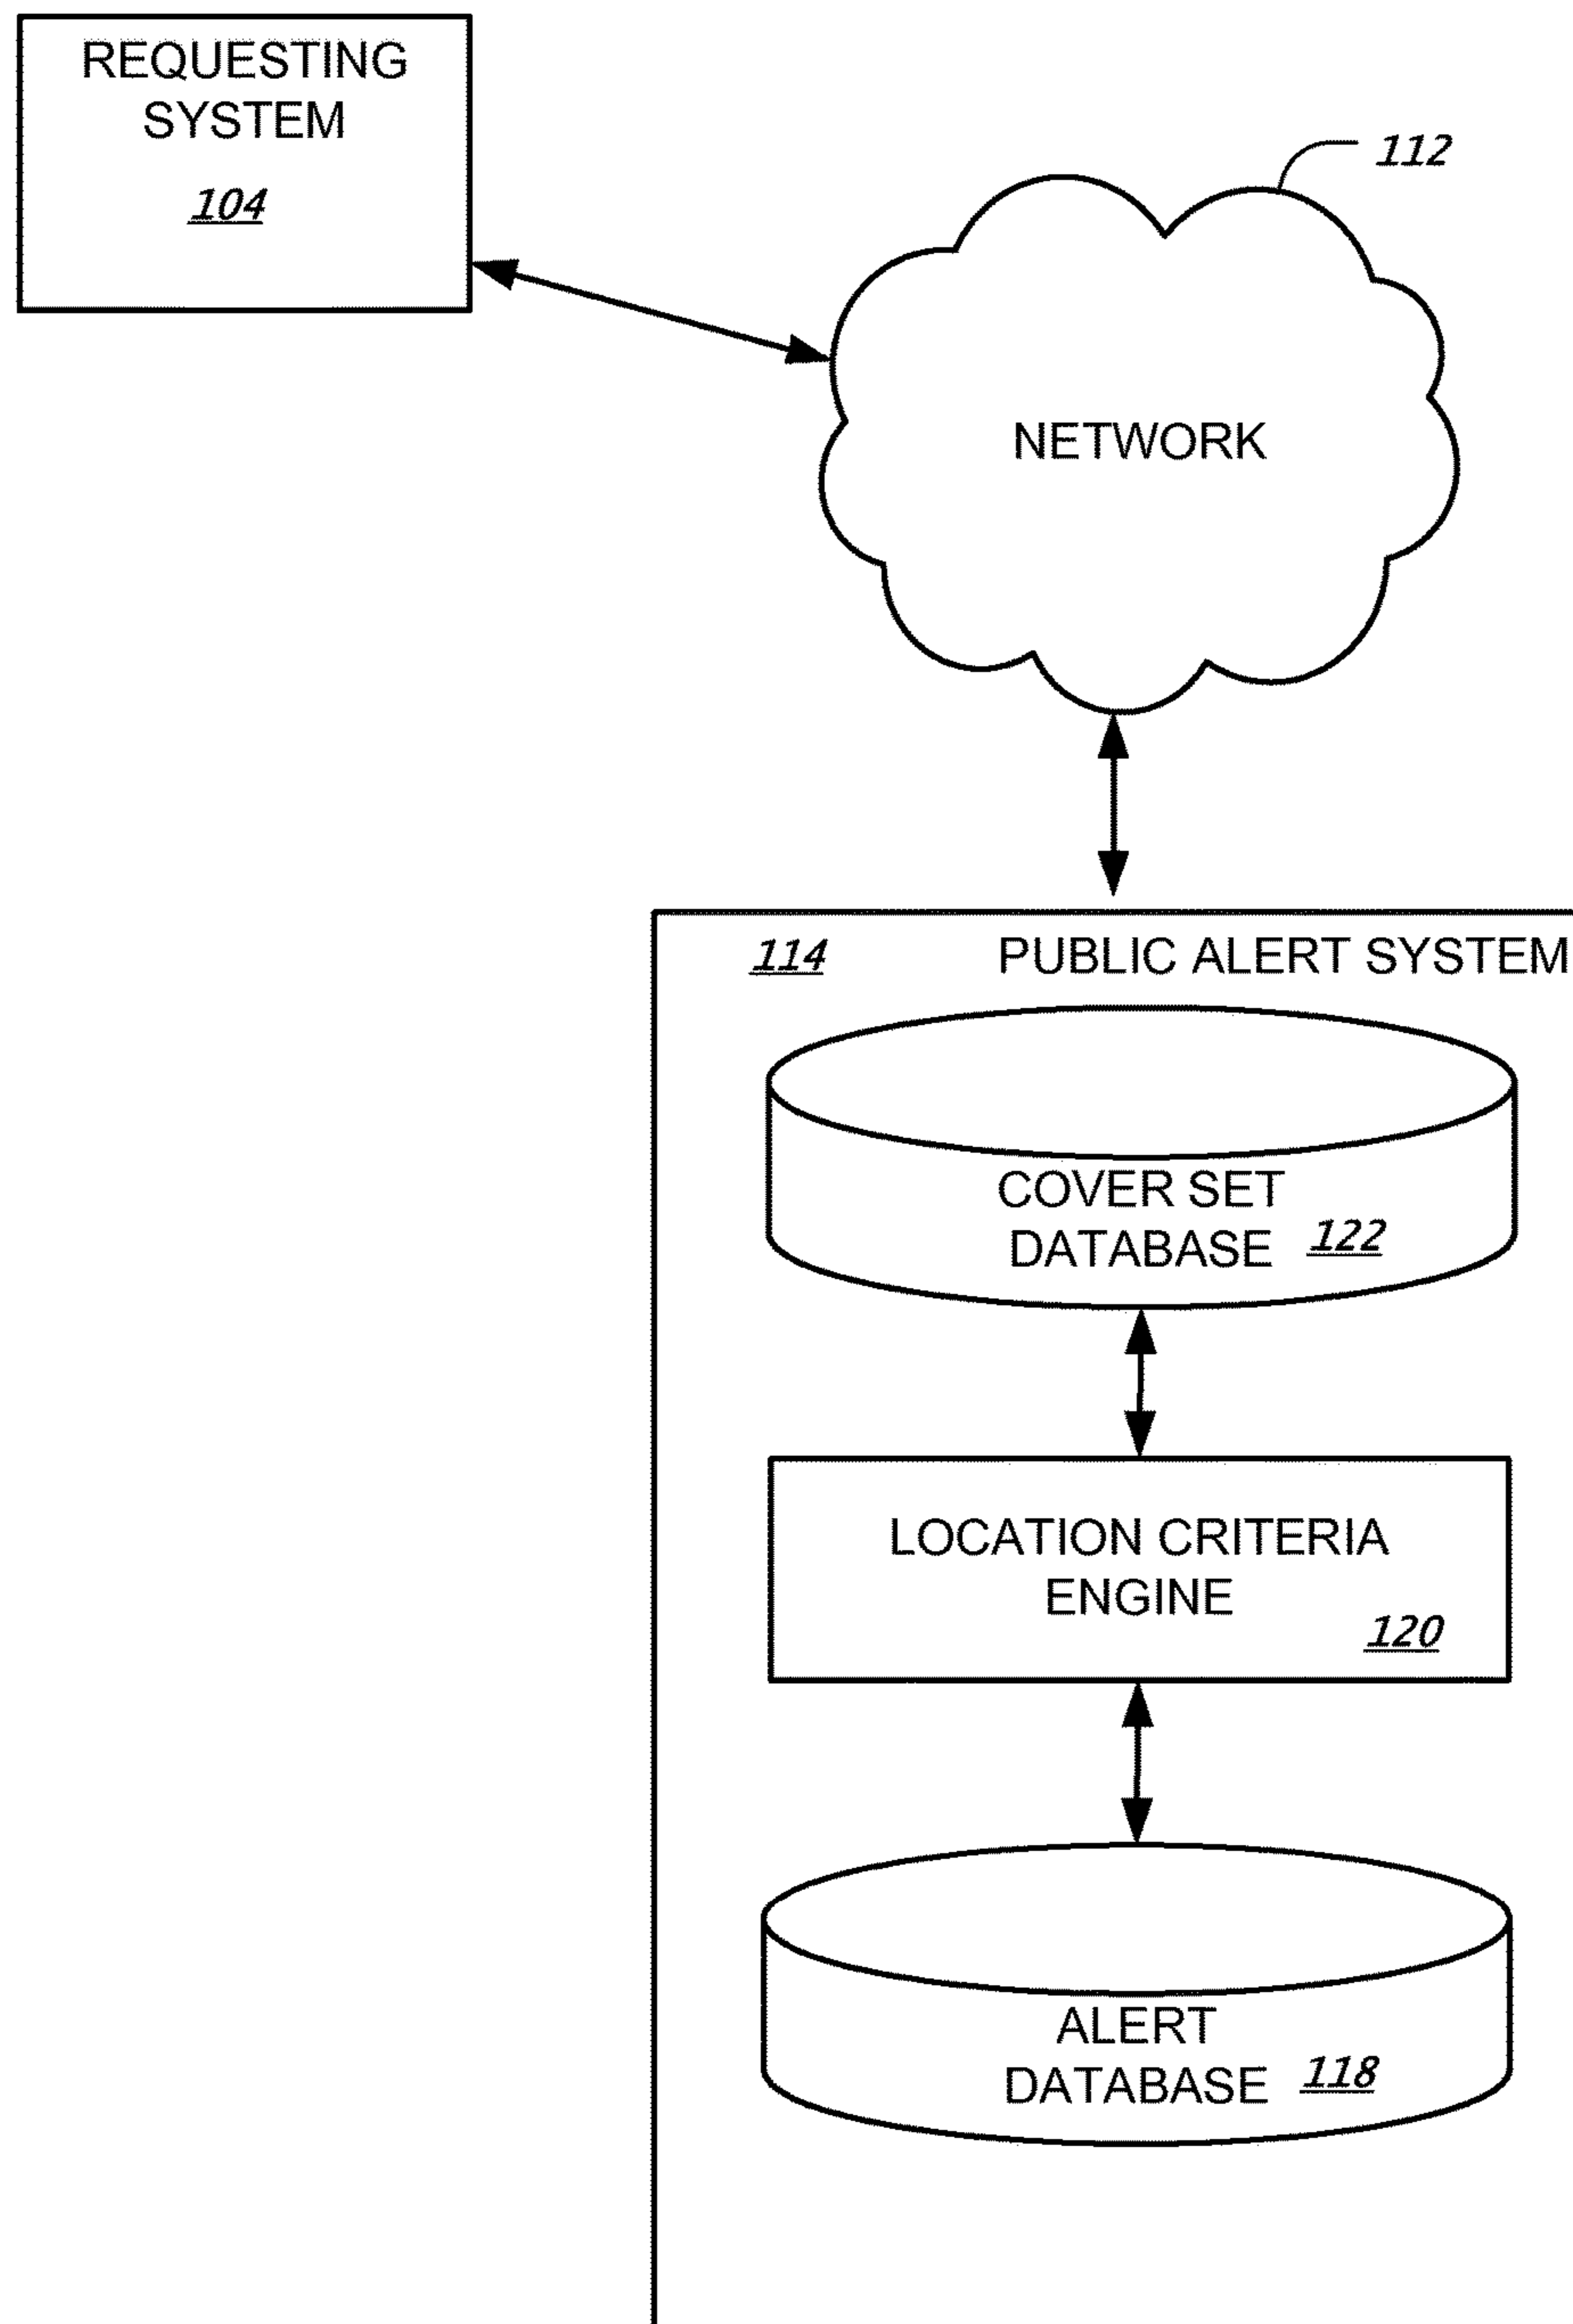 REQUESTING
SYSTEM
104
112
NETWORK
114 PUBLIC ALERT SYSTEM
COVER SET
DATABASE 122
LOCATION CRITERIA
ENGINE
120
ALERT
DATABASE 118